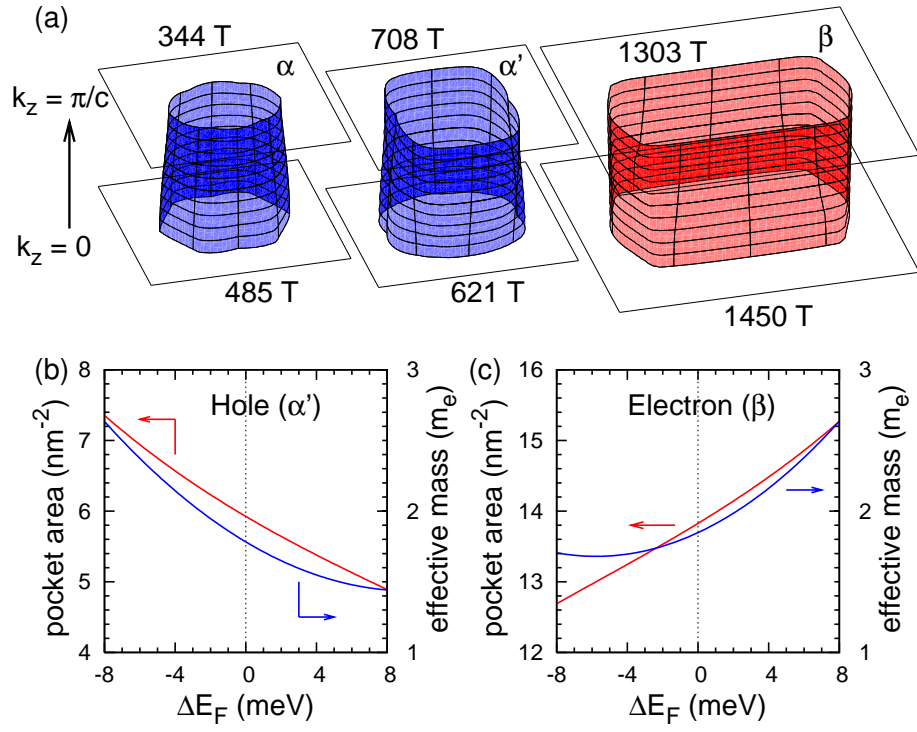 (a)
344 T
α
708 T
α'
1303 T
β
k_z = π/c
k_z = 0
485 T
621 T
1450 T
(b)
Hole (α')
pocket area (nm⁻²)
8
7
6
5
4
3
2
1
effective mass (m_e)
-8
-4
0
4
8
ΔE_F (meV)
(c)
Electron (β)
pocket area (nm⁻²)
16
15
14
13
12
3
2
1
effective mass (m_e)
-8
-4
0
4
8
ΔE_F (meV)